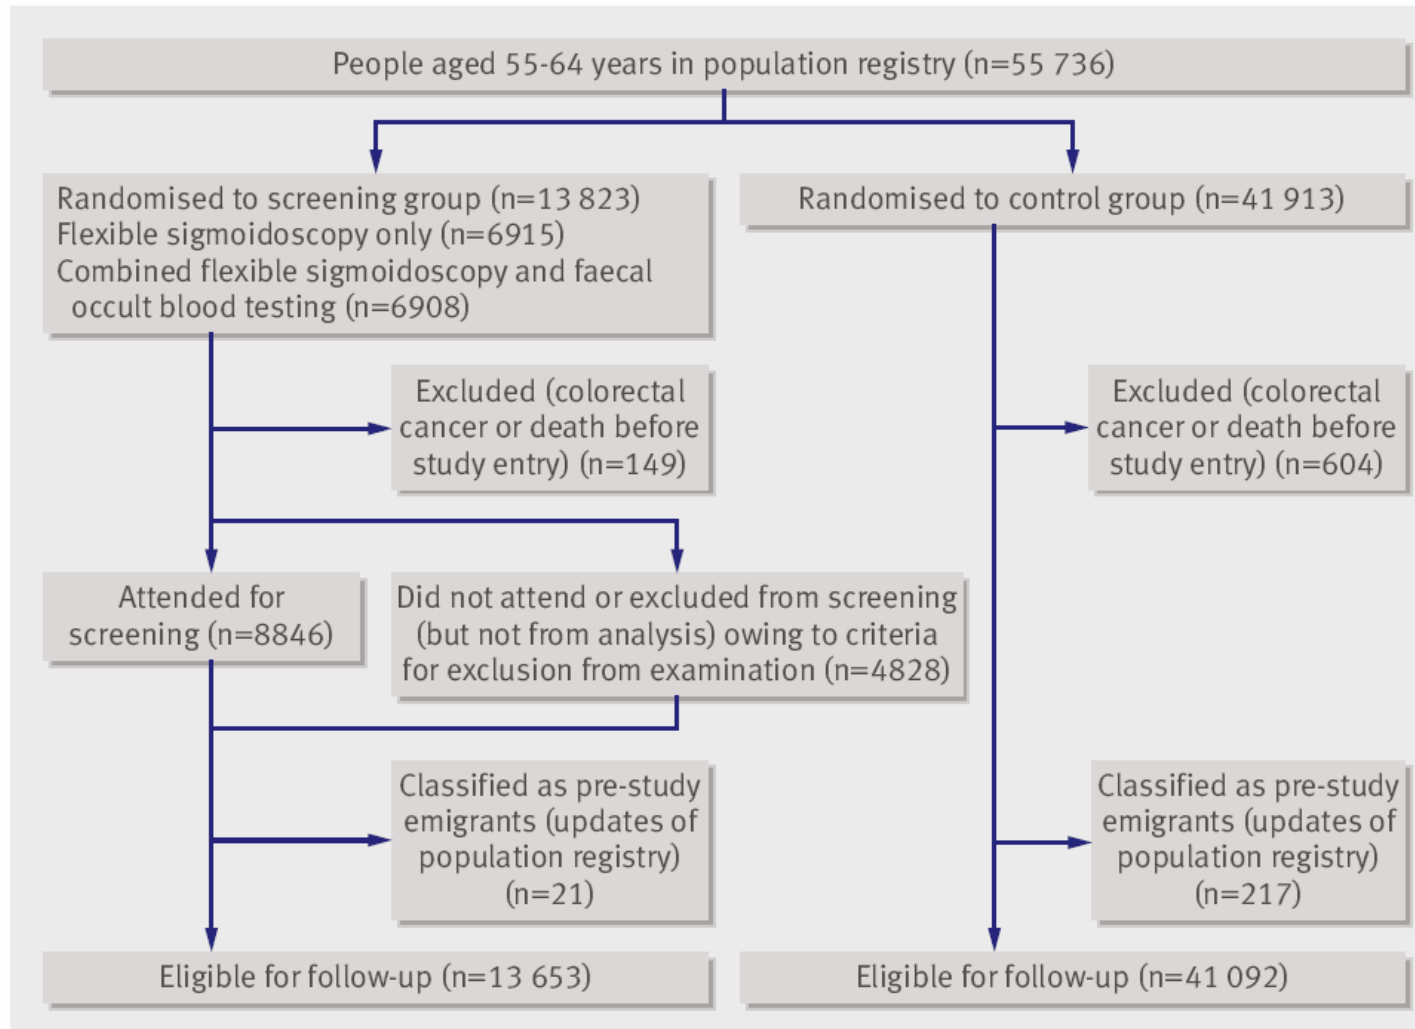 People aged 55-64 years in population registry (n=55 736)
Randomised to screening group (n=13 823)
Flexible sigmoidoscopy only (n=6915)
Combined flexible sigmoidoscopy and faecal
occult blood testing (n=6908)
Randomised to control group (n=41 913)
Excluded (colorectal
cancer or death before
study entry) (n=149)
Excluded (colorectal
cancer or death before
study entry) (n=604)
Attended for
screening (n=8846)
Did not attend or excluded from screening
(but not from analysis) owing to criteria
for exclusion from examination (n=4828)
Classified as pre-study
emigrants (updates of
population registry)
(n=21)
Classified as pre-study
emigrants (updates of
population registry)
(n=217)
Eligible for follow-up (n=13 653)
Eligible for follow-up (n=41 092)